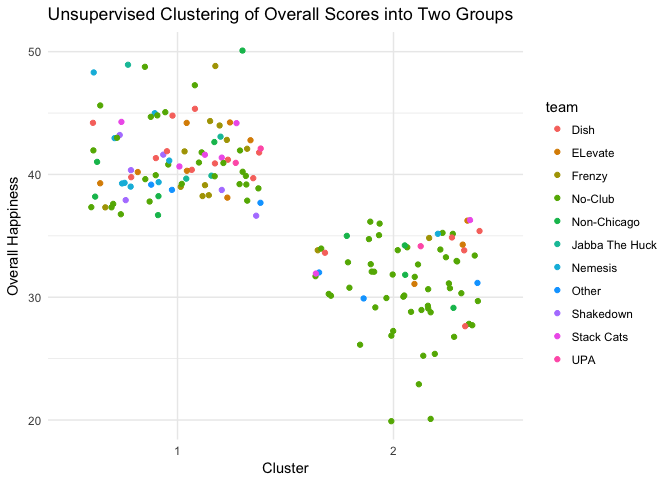 Unsupervised Clustering of Overall Scores into Two Groups
50
40
30
20
Overall Happiness
1
2
Cluster
team
Dish
ELevate
Frenzy
No-Club
Non-Chicago
Jabba The Huck
Nemesis
Other
Shakedown
Stack Cats
UPA